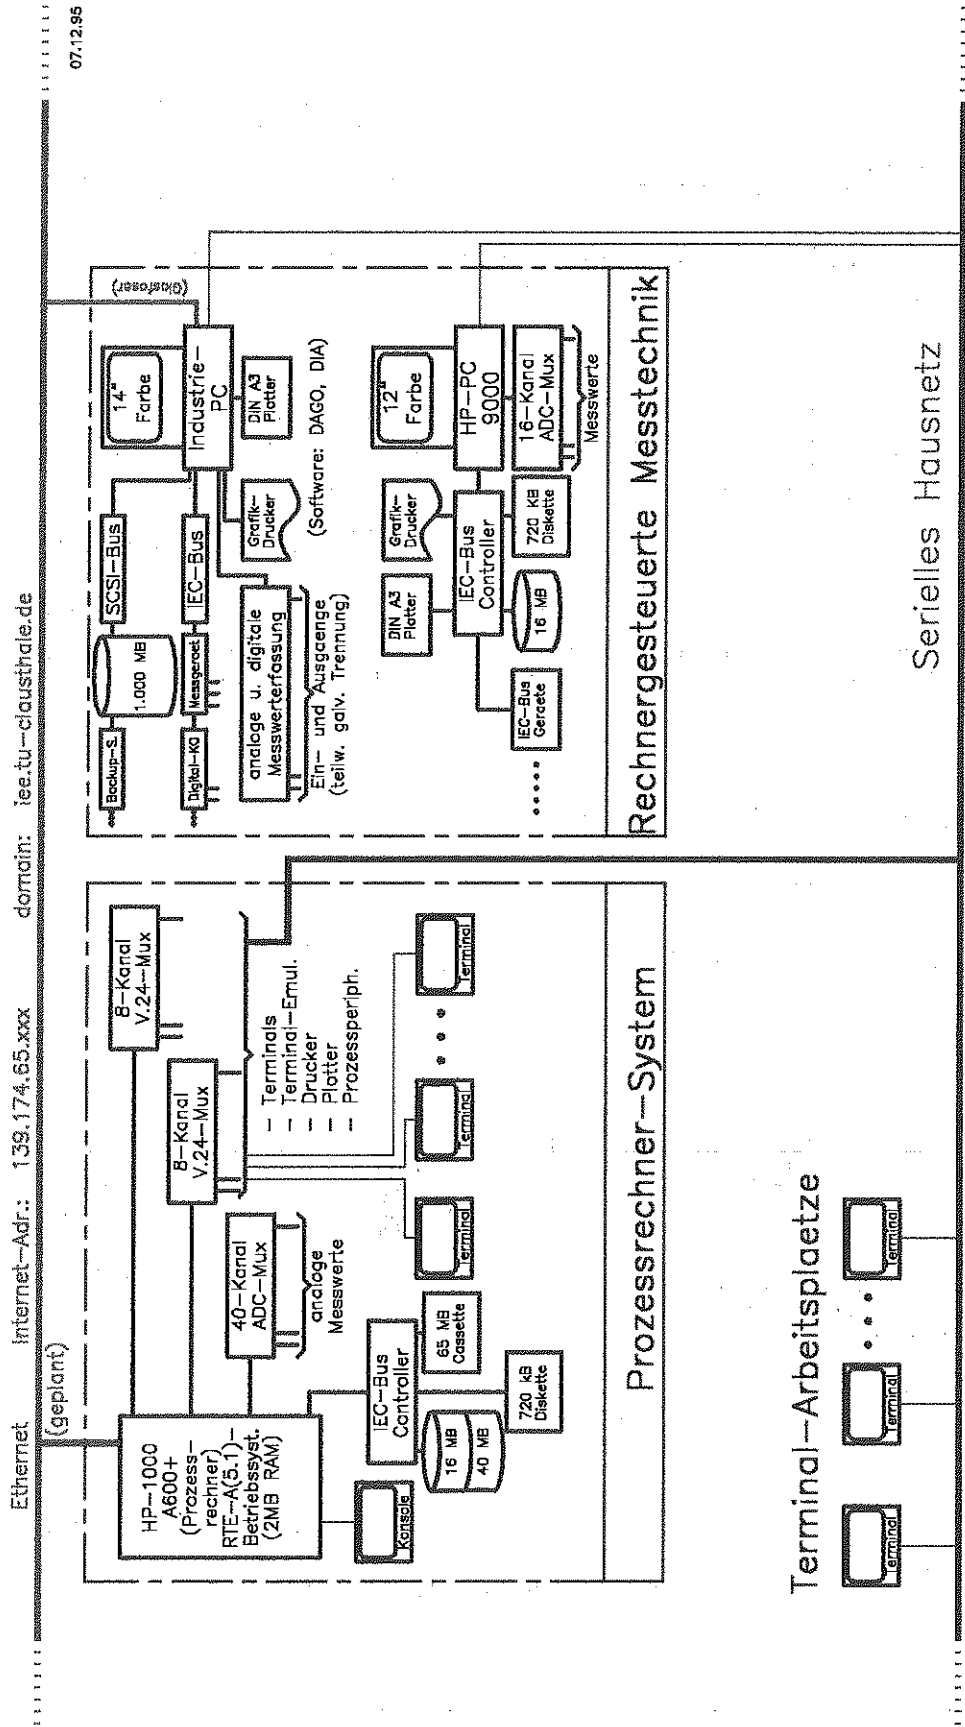 07.12.95
Ethernet
Internet-Adr.: 139.174.65.xxx
domain: iee.tu-clausthale.de
(geplant)
HP-1000
A600+
(Prozess-
rechner)
RTE-A(5.1)-
Betriebssyst.
(2MB RAM)
Konsole
8-Kanal
V.24-Mux
8-Kanal
V.24-Mux
40-Kanal
ADC-Mux
analoge
Messwerte
- Terminals
- Terminal-Emul.
- Drucker
- Plotter
- Prozessperiph.
IEC-Bus
Controller
65 MB
Cassette
16 MB
40 MB
720 kB
Diskette
Terminal
Terminal
Terminal
Prozessrechner-System
(Glasfaser)
Backup-S.
1.000 MB
SCSI-Bus
14"
Farbe
Digital-KO
Messgeraet
IEC-Bus
Industrie-
PC
analoge u. digitale
Messwerterfassung
Grafik-
Drucker
DIN A3
Plotter
Ein- und Ausgaenge
(teilw. galv. Trennung)
(Software: DAGO, DIA)
DIN A3
Plotter
Grafik-
Drucker
12"
Farbe
IEC-Bus
Controller
HP-PC
9000
IEC-Bus
Geraete
16 MB
720 KB
Diskette
16-Kanal
ADC-Mux
Messwerte
Rechnergesteuerte Messtechnik
Terminal-Arbeitsplaetze
Terminal
Terminal
Terminal
Serielles Hausnetz